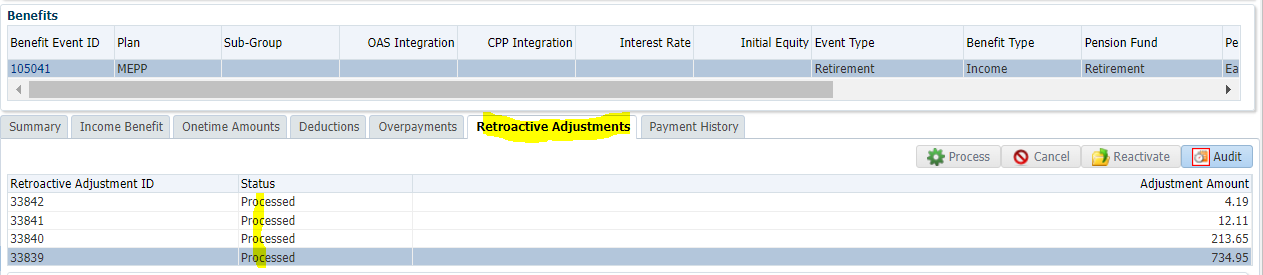 Benefits
Benefit Event ID Plan Sub-Group OAS Integration CPP Integration Interest Rate Initial Equity Event Type Benefit Type Pension Fund Pe
105041 MEPP Retirement Income Retirement Ea
Summary Income Benefit Onetime Amounts Deductions Overpayments Retroactive Adjustments Payment History
Process Cancel Reactivate Audit
Retroactive Adjustment ID Status Adjustment Amount
33842 Processed 4.19
33841 Processed 12.11
33840 Processed 213.65
33839 Processed 734.95